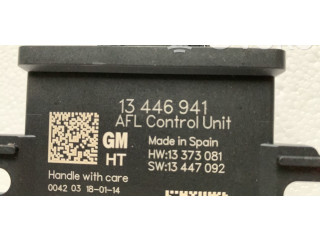 13 446 941
AFL Control Unit
GM
HT
Made in Spain
HW:13 373 081
SW:13 447 092
Handle with care
0042 03 18-01-14